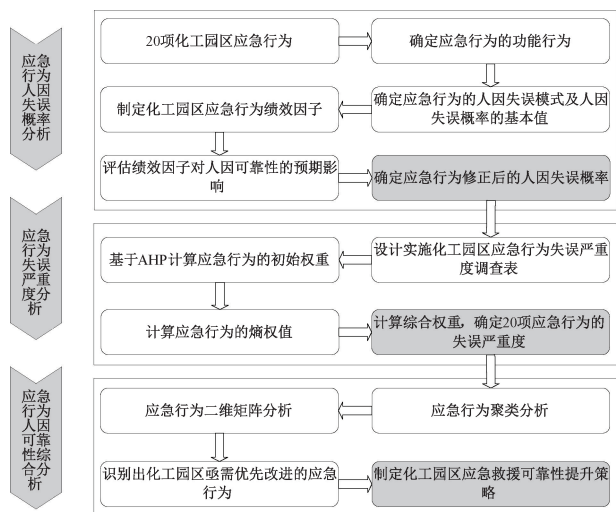 应急行为人因失误概率分析
20项化工园区应急行为
确定应急行为的功能行为
确定应急行为的人因失误模式及人
因失误概率的基本值
制定化工园区应急行为绩效因子
评估绩效因子对人因可靠性的预期影
响
确定应急行为修正后的人因失误概率
应急行为失误严重度分析
设计实施化工园区应急行为失误严重
度调查表
基于AHP计算应急行为的初始权重
计算应急行为的熵权值
计算综合权重，确定20项应急行为的
失误严重度
应急行为人因可靠性综合分析
应急行为聚类分析
应急行为二维矩阵分析
识别出化工园区亟需优先改进的应急
行为
制定化工园区应急救援可靠性提升策
略